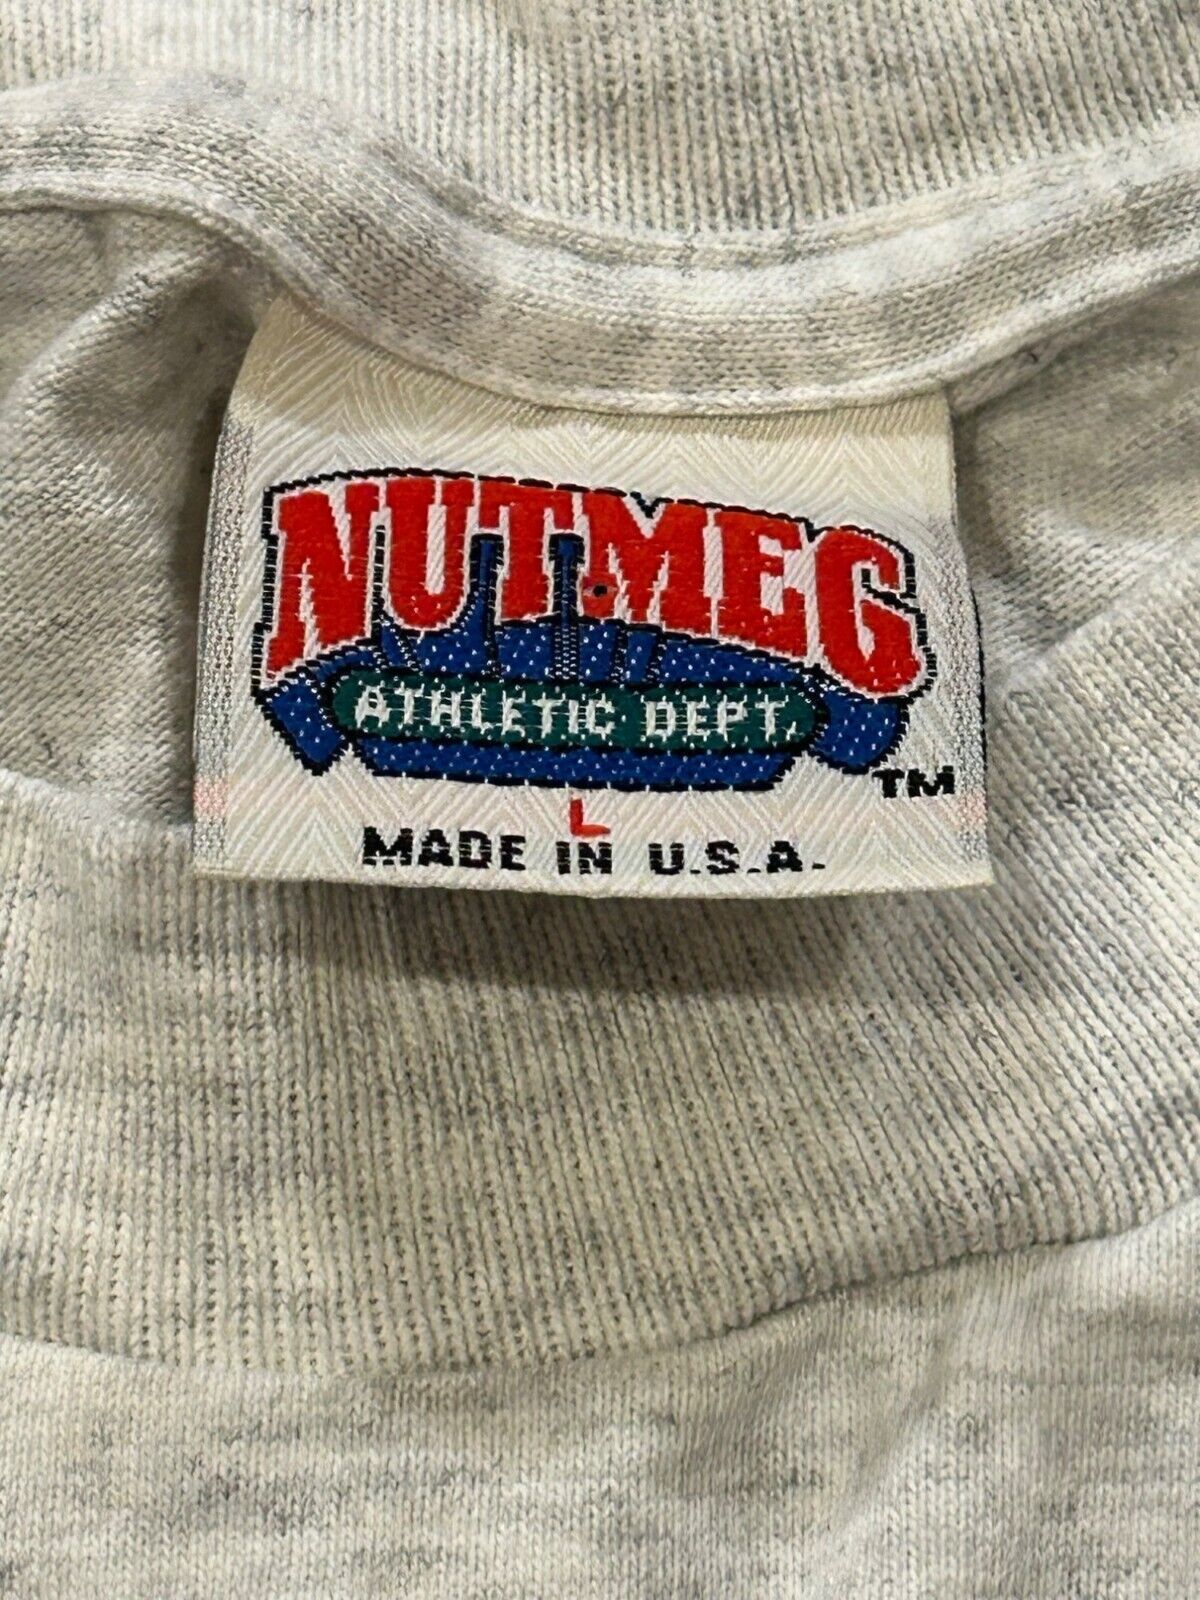 NUTMEG
ATHLETIC DEPT.
TM
L
MADE IN U.S.A.